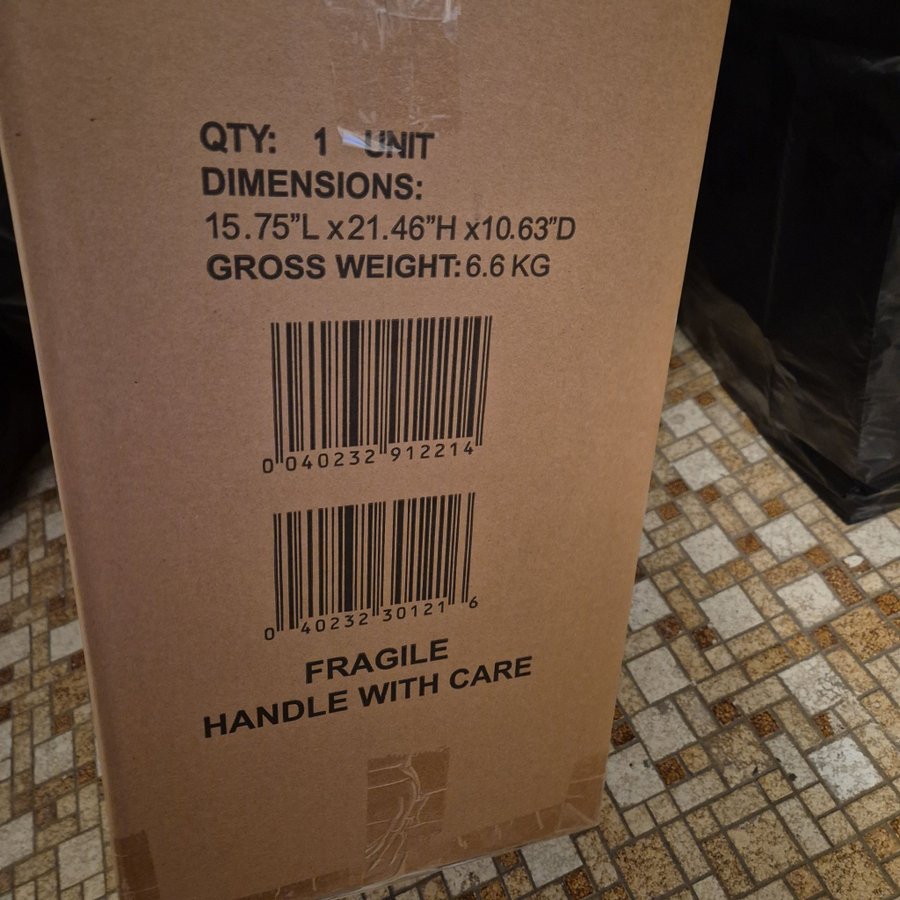 QTY: 1 UNIT
DIMENSIONS:
15.75”L x21.46”H x10.63”D
GROSS WEIGHT: 6.6 KG
0 040232 912214
0 40232 30121 6
FRAGILE
HANDLE WITH CARE